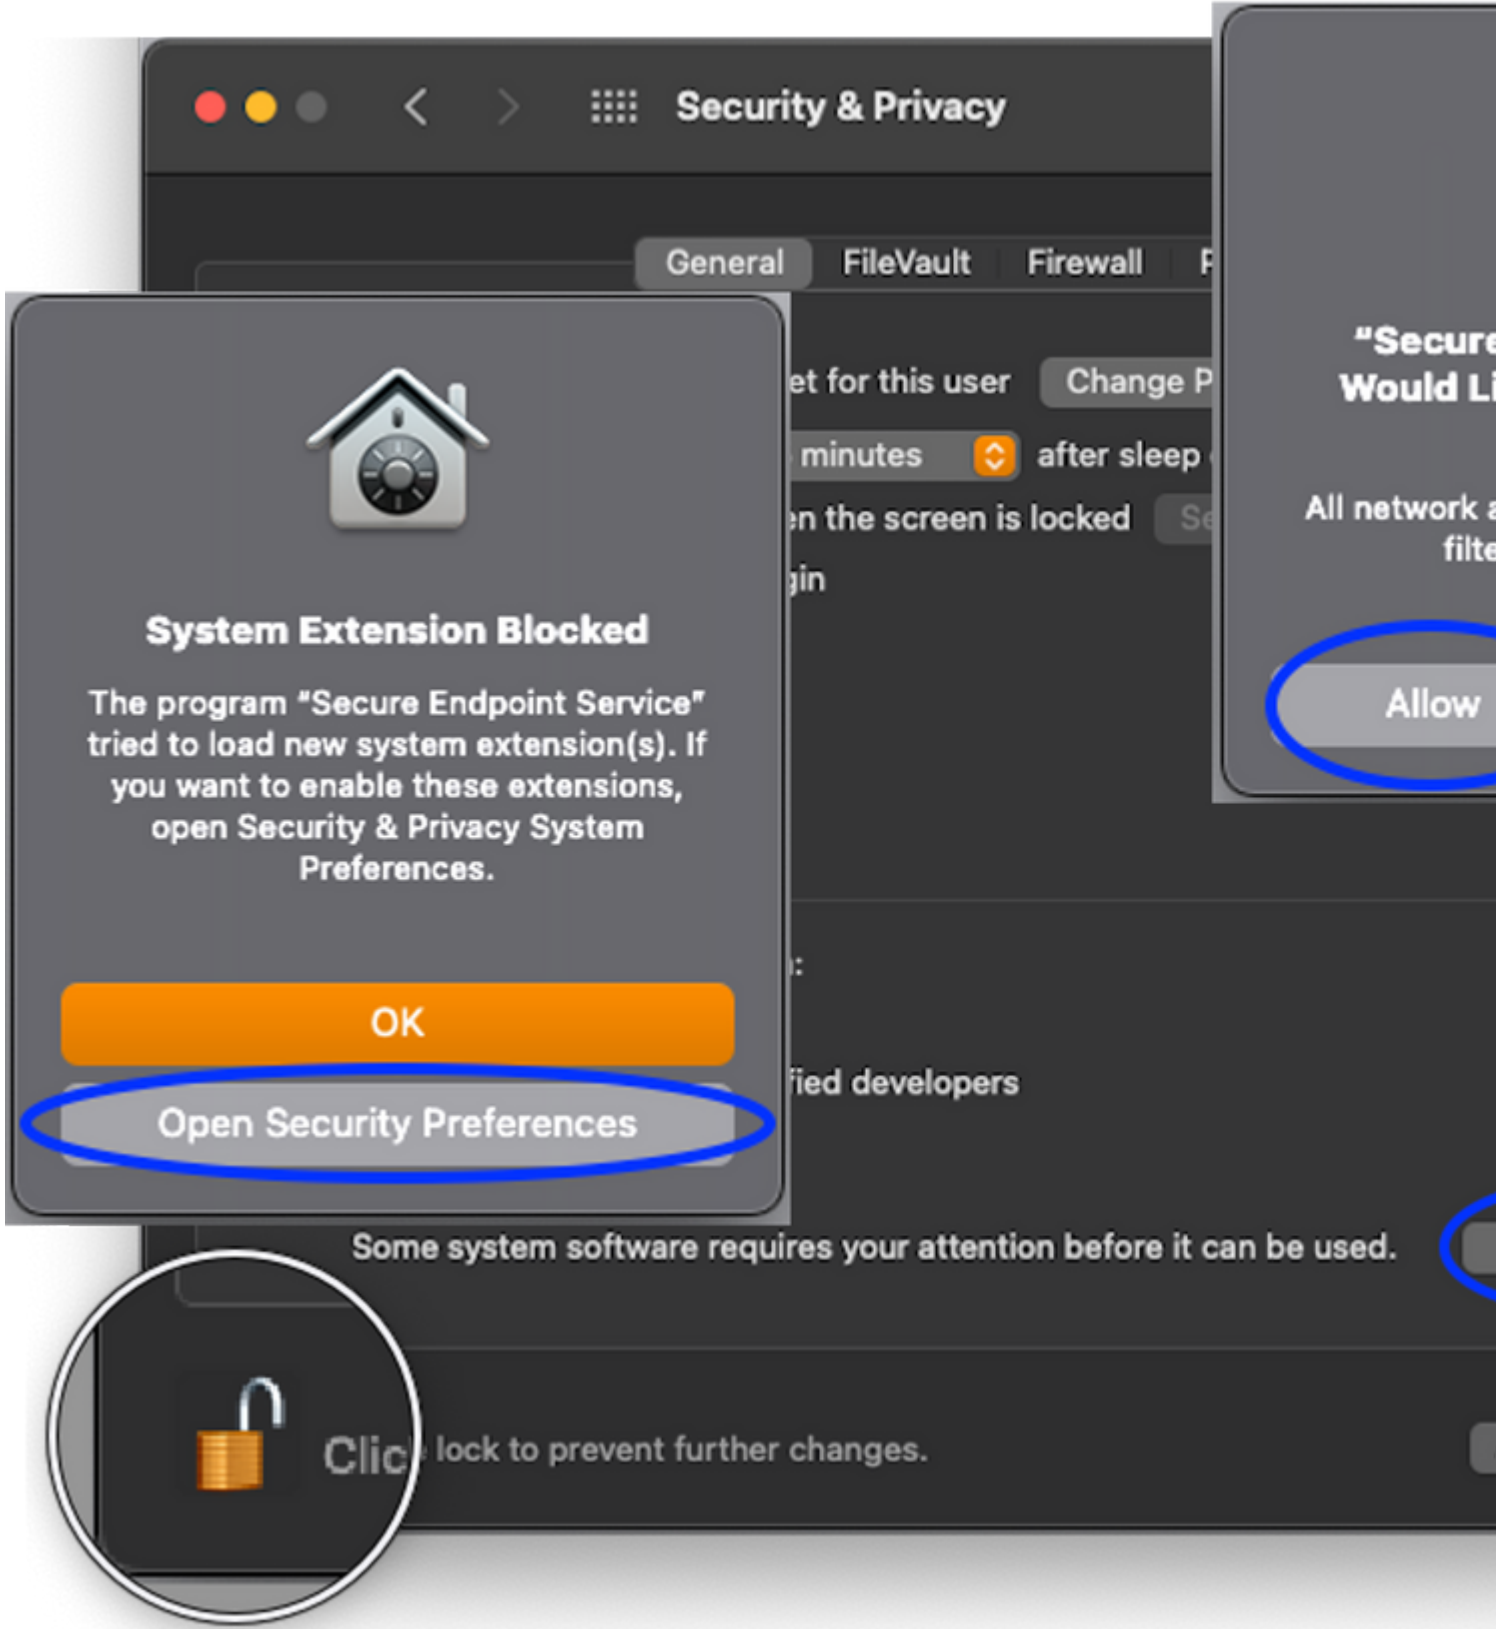 Security & Privacy
General FileVault Firewall
for this user Change
minutes after sleep
the screen is locked
"Secure
Would
All network
Allow
System Extension Blocked
The program "Secure Endpoint Service"
tried to load new system extension(s). If
you want to enable these extensions,
open Security & Privacy System
Preferences.
OK
developers
Open Security Preferences
Some system software requires your attention before it can be used.
lock to prevent further changes.